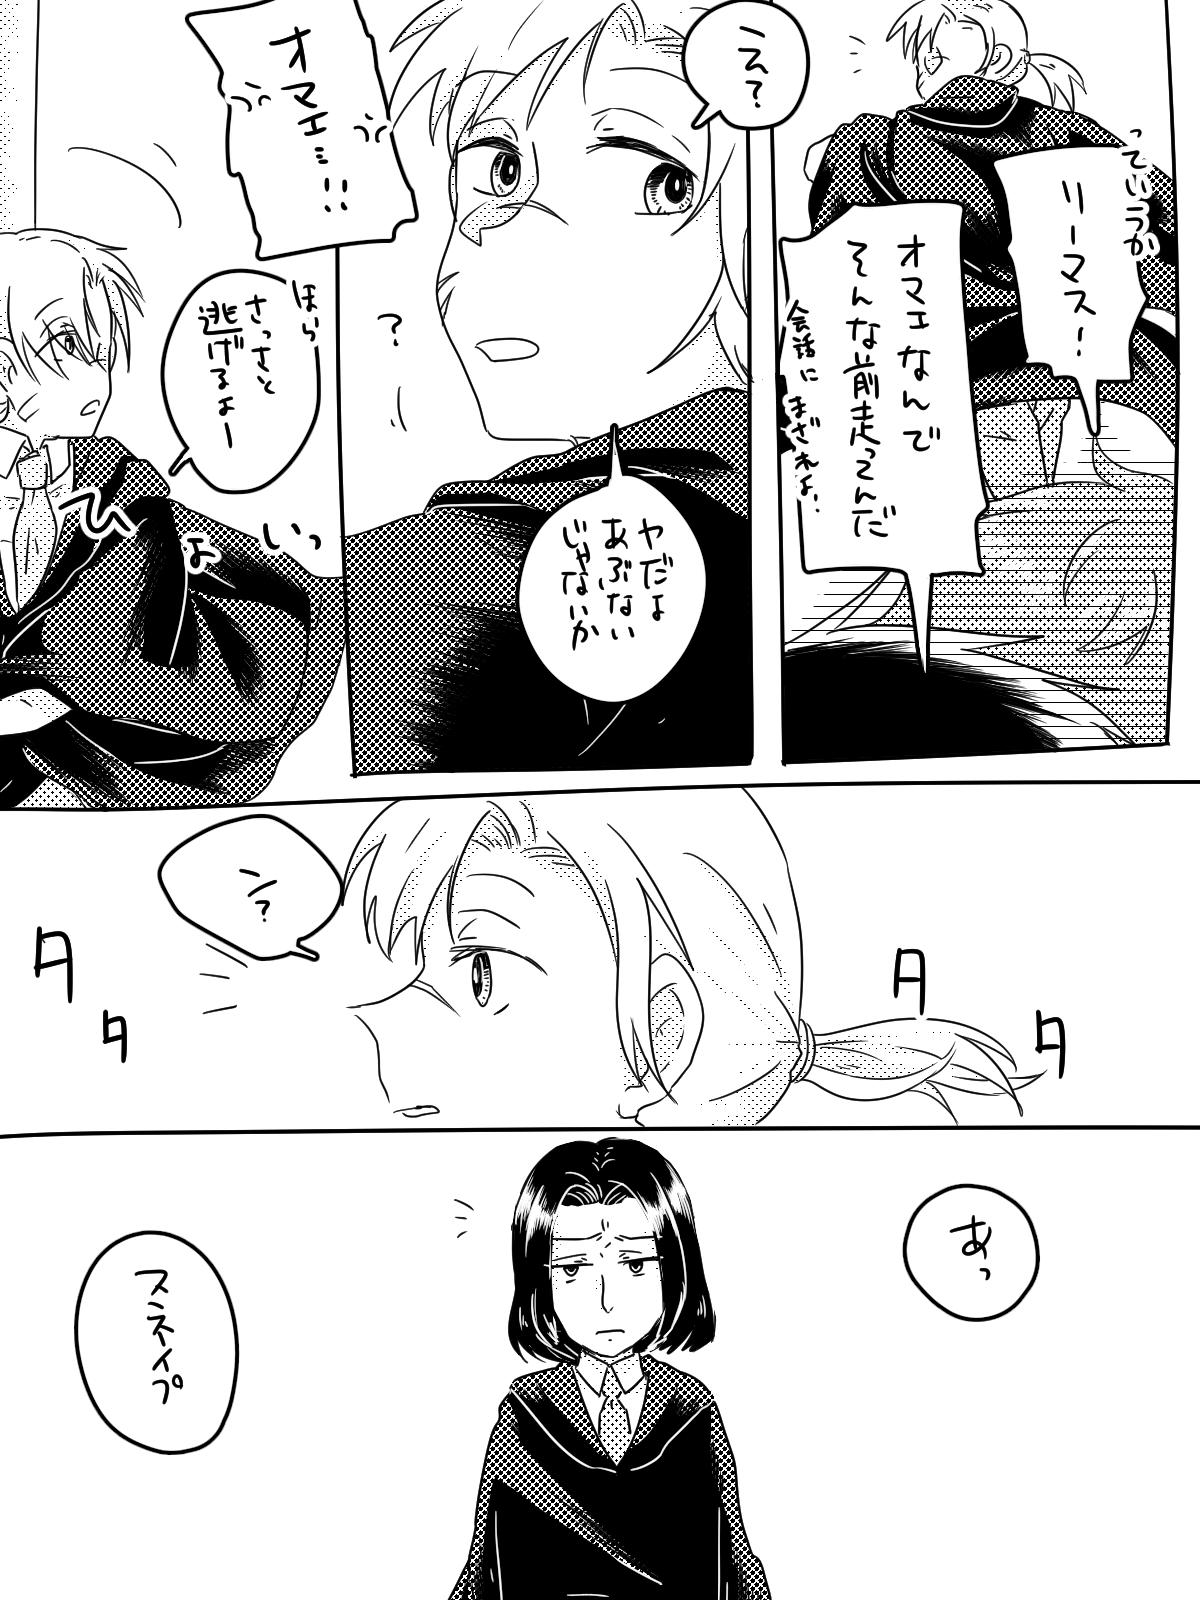 っていうか
リーマス!
オマエなんで
そんな前走ってんだ
会話にまざれよ.
え?
ヤだよ
あぶない
じゃないか
?
オマエ…!!
ほら
さっさと
逃げるよー
ひ
ょ
いっ
ン?
タ
タ
タ
タ
あっ
スネイプ